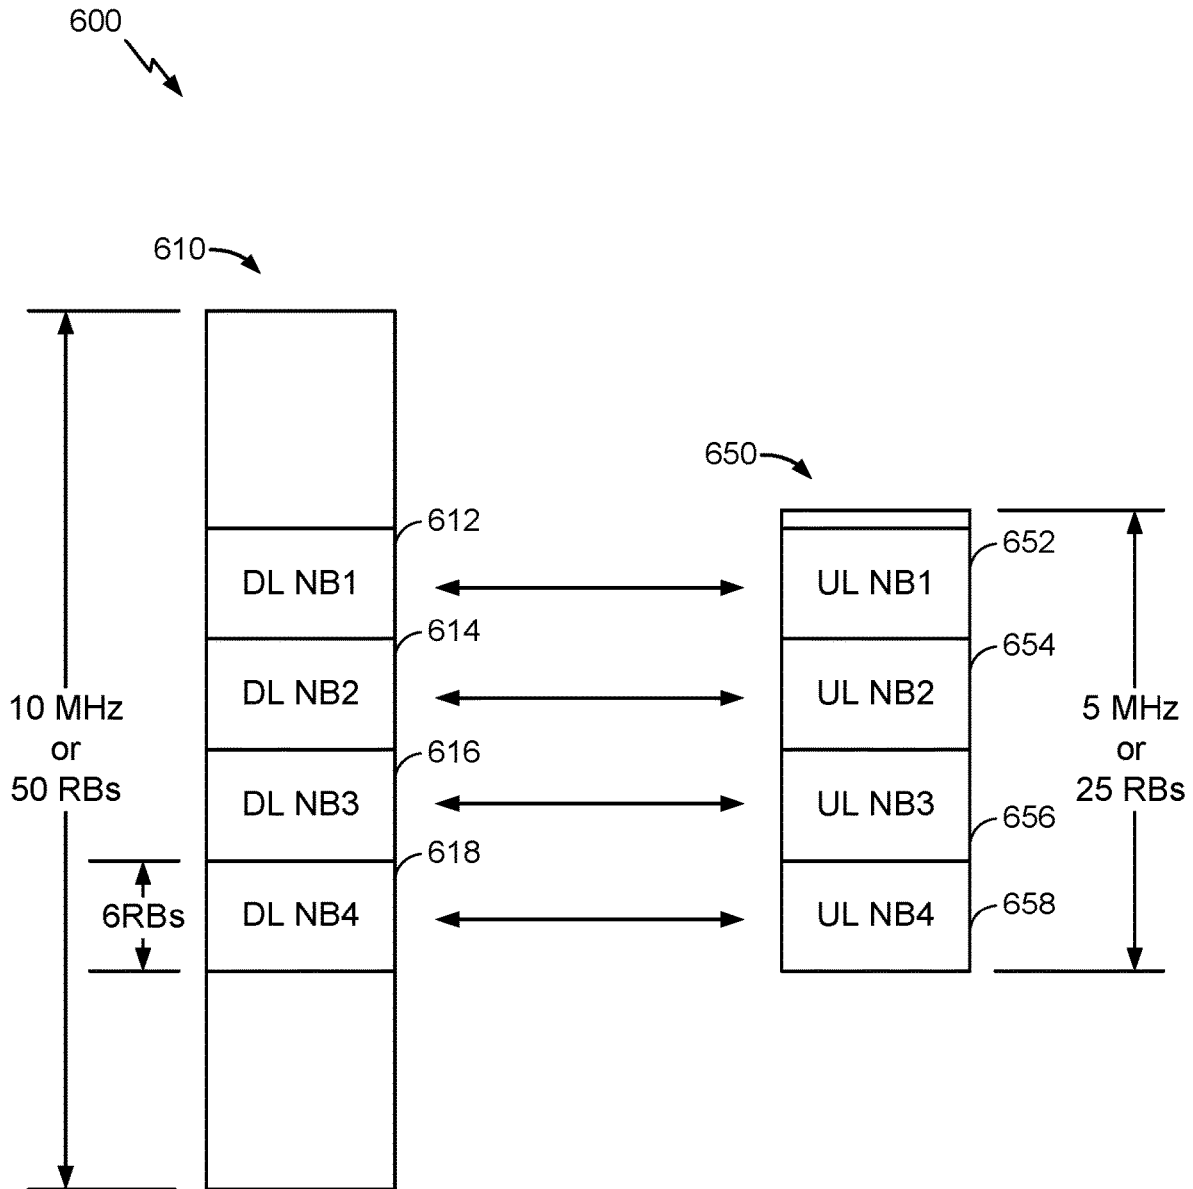 600
610
650
612
652
DL NB1
UL NB1
614
654
DL NB2
UL NB2
10 MHz
or
50 RBs
5 MHz
or
25 RBs
616
656
DL NB3
UL NB3
618
658
6RBs
DL NB4
UL NB4